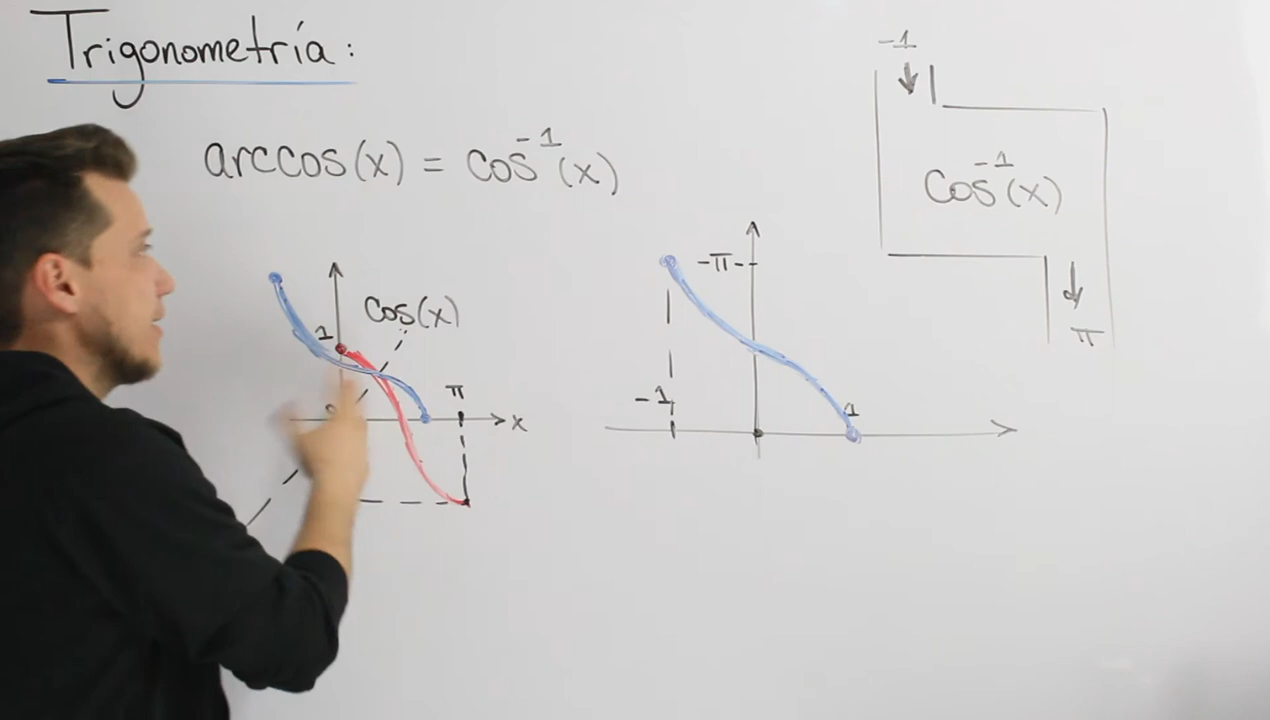 Trigonometría:
arccos(x) = cos⁻¹(x)
-1
cos⁻¹(x)
π
cos(x)
1
π
x
-π-
-1
1